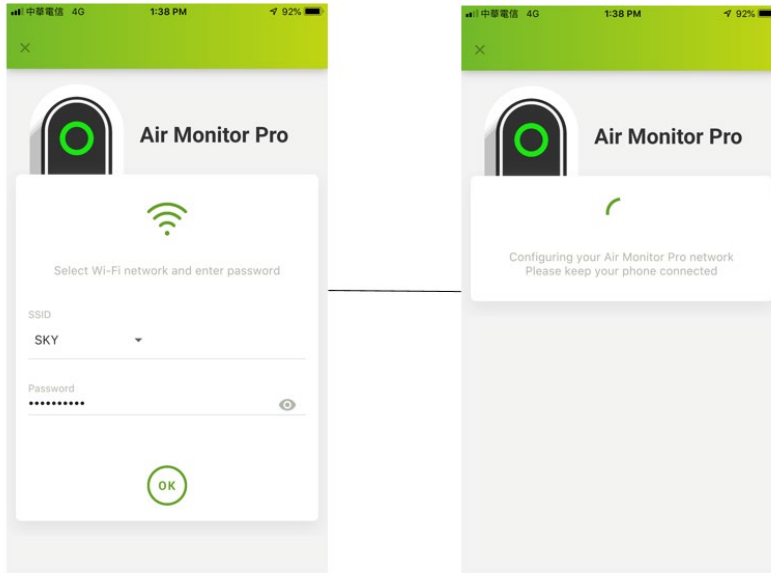 中華電信 4G 1:38 PM 92%
Air Monitor Pro
Select Wi-Fi network and enter password
SSID
SKY
Password
••••••••••
OK
中華電信 4G 1:38 PM 92%
Air Monitor Pro
Configuring your Air Monitor Pro network
Please keep your phone connected